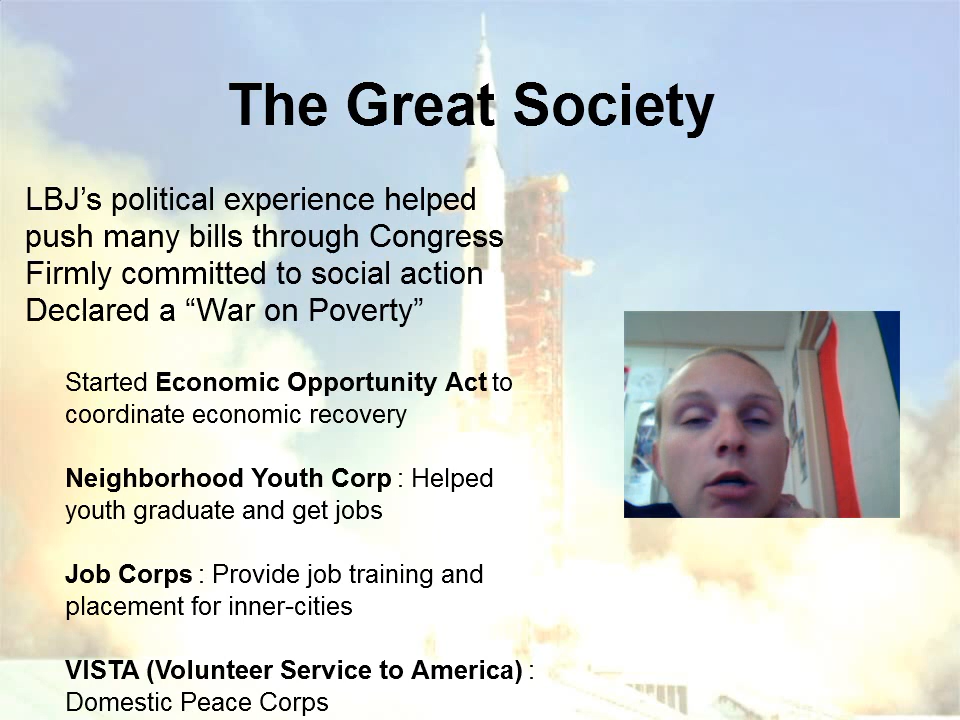 The Great Society
LBJ’s political experience helped
push many bills through Congress
Firmly committed to social action
Declared a “War on Poverty”
Started Economic Opportunity Act to
coordinate economic recovery
Neighborhood Youth Corp : Helped
youth graduate and get jobs
Job Corps : Provide job training and
placement for inner-cities
VISTA (Volunteer Service to America) :
Domestic Peace Corps